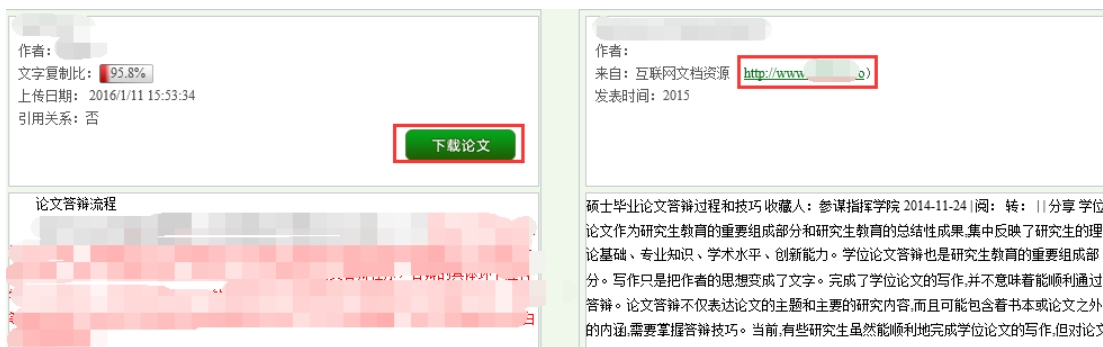 作者:
文字复制比: 95.8%
上传日期: 2016/1/11 15:53:34
引用关系: 否
下载论文
论文答辩流程
作者:
来自: 互联网文档资源 http://www. o)
发表时间: 2015
硕士毕业论文答辩过程和技巧 收藏人: 参谋指挥学院 2014-11-24 | 阅: 转: | | 分享 学位
论文作为研究生教育的重要组成部分和研究生教育的总结性成果,集中反映了研究生的理
论基础、专业知识、学术水平、创新能力。学位论文答辩也是研究生教育的重要组成部
分。写作只是把作者的思想变成了文字。完成了学位论文的写作,并不意味着能顺利通过
答辩。论文答辩不仅表达论文的主题和主要的研究内容,而且可能包含着书本或论文之外
的内涵,需要掌握答辩技巧。当前,有些研究生虽然能顺利地完成学位论文的写作,但对论文